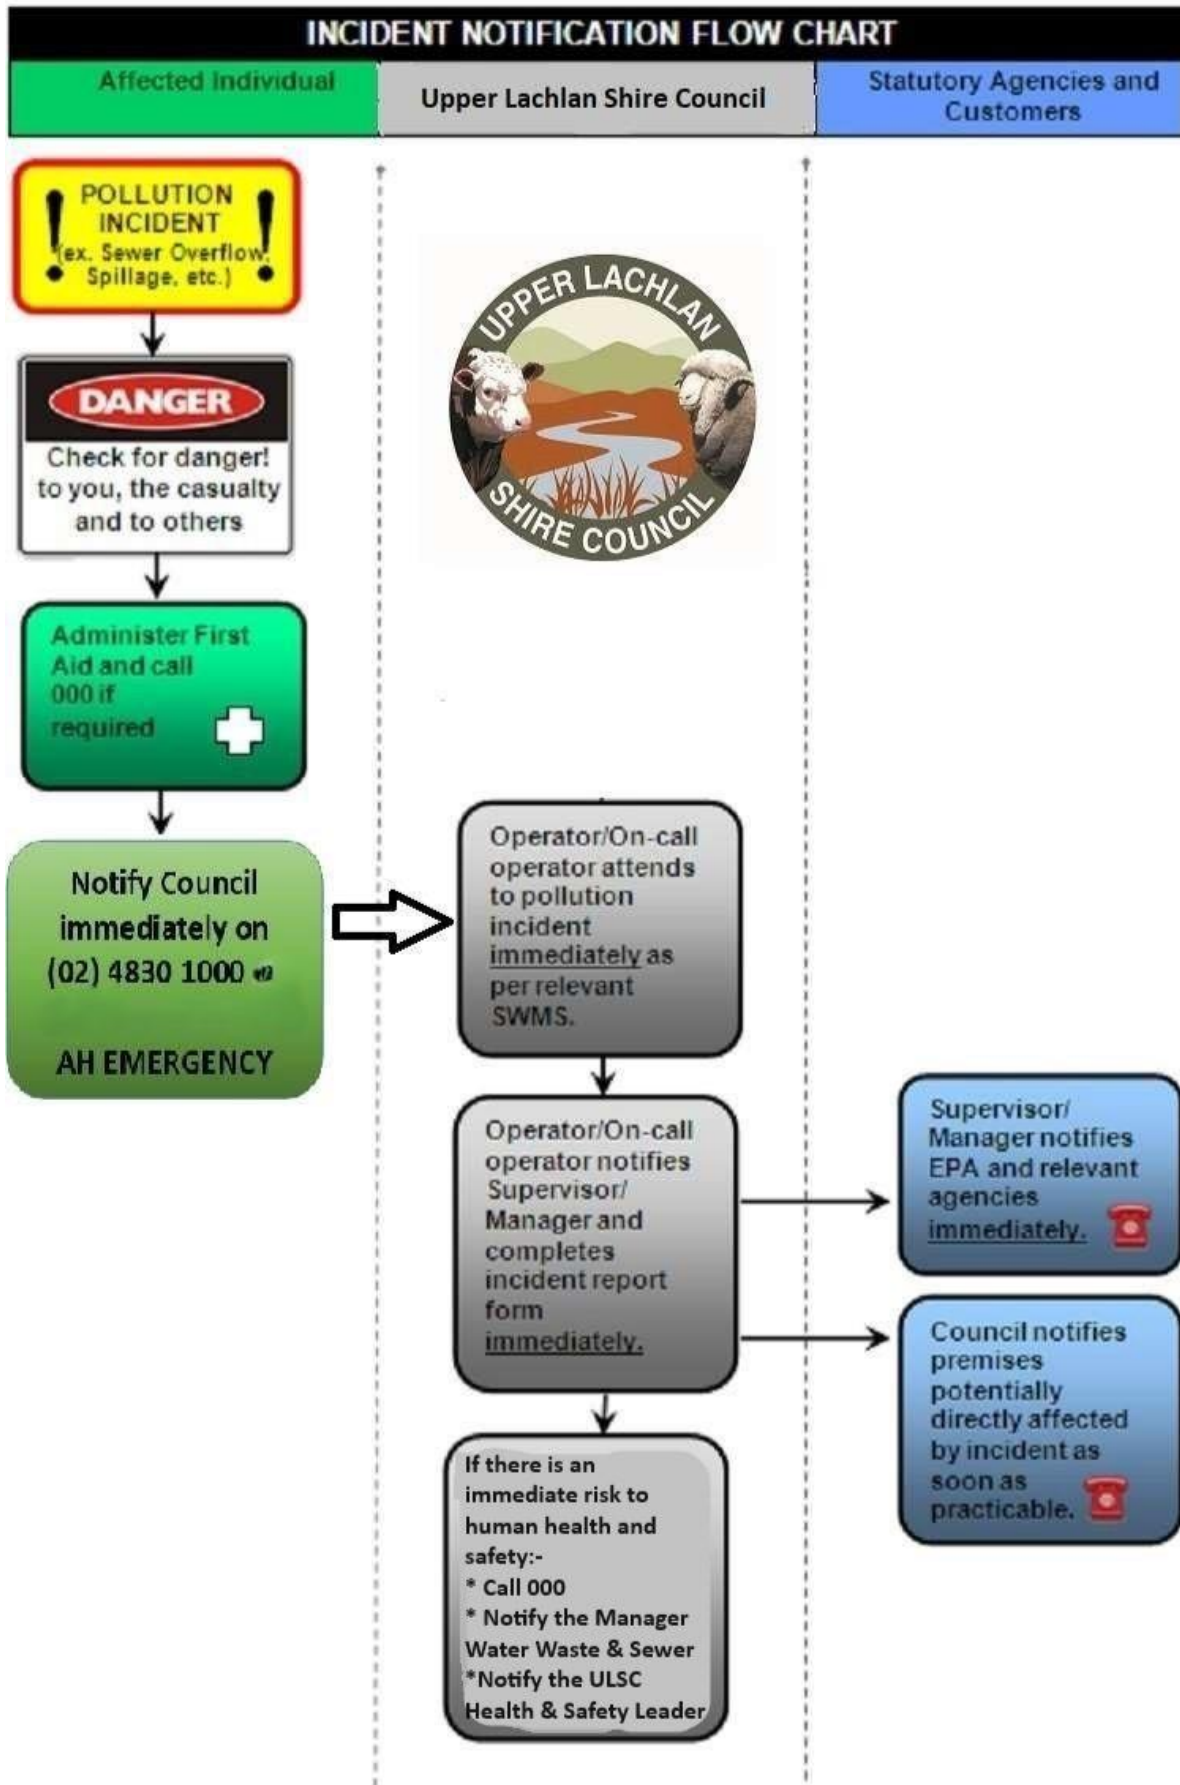 INCIDENT NOTIFICATION FLOW CHART
Affected Individual
Upper Lachlan Shire Council
Statutory Agencies and
Customers
POLLUTION
INCIDENT
(ex. Sewer Overflow,
Spillage, etc.)
! !
DANGER
Check for danger!
to you, the casualty
and to others
Administer First
Aid and call
000 if
required
Notify Council
immediately on
(02) 4830 1000
AH EMERGENCY
UPPER LACHLAN
SHIRE COUNCIL
Operator/On-call
operator attends
to pollution
incident
immediately as
per relevant
SWMS.
Operator/On-call
operator notifies
Supervisor/
Manager and
completes
incident report
form
immediately.
If there is an
immediate risk to
human health and
safety:-
* Call 000
* Notify the Manager
Water Waste & Sewer
*Notify the ULSC
Health & Safety Leader
Supervisor/
Manager notifies
EPA and relevant
agencies
immediately.
Council notifies
premises
potentially
directly affected
by incident as
soon as
practicable.